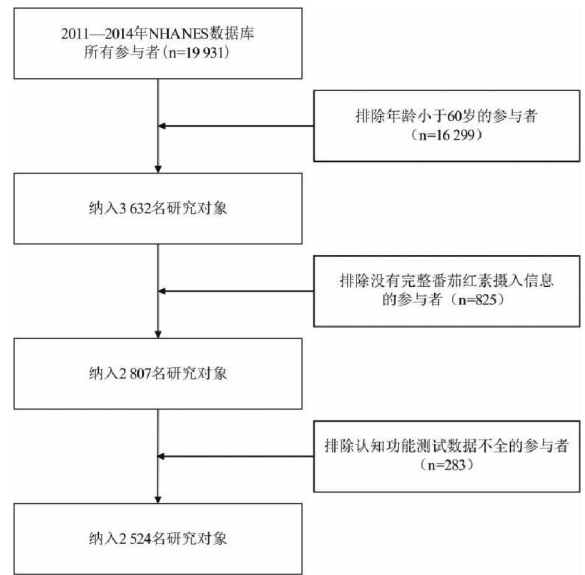 2011—2014年NHANES数据库
所有参与者(n=19 931)
排除年龄小于60岁的参与者
（n=16 299）
纳入3 632名研究对象
排除没有完整番茄红素摄入信息
的参与者（n=825）
纳入2 807名研究对象
排除认知功能测试数据不全的参与者
（n=283）
纳入2 524名研究对象